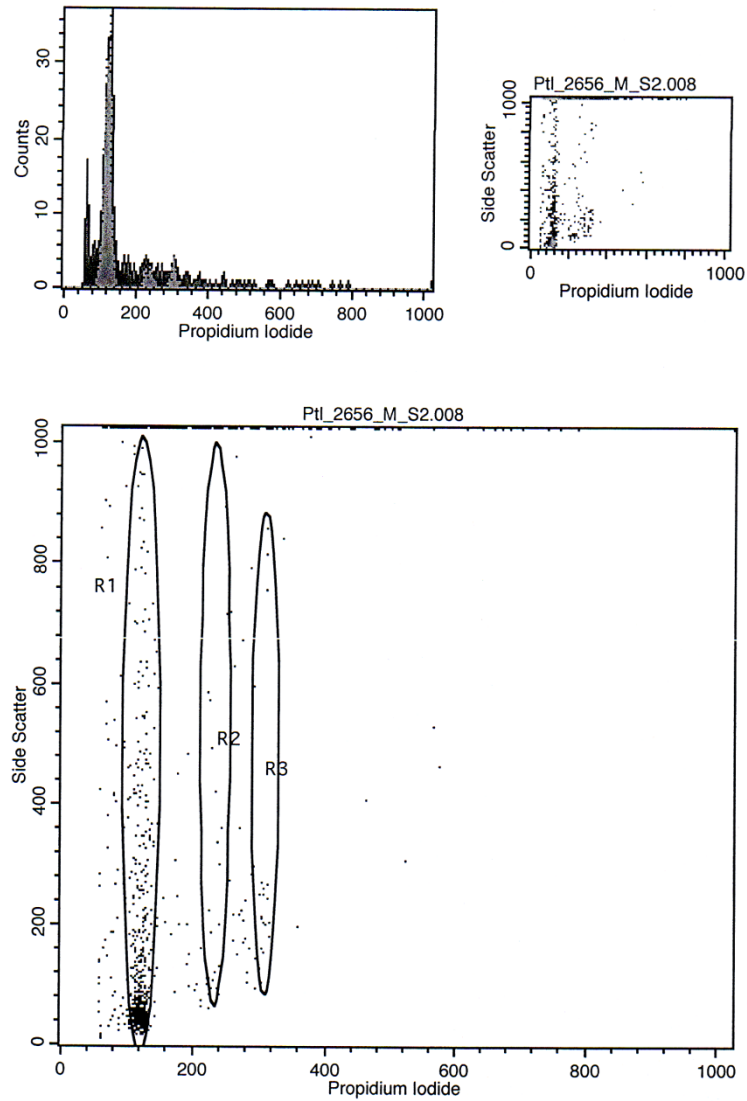 30
20
10
0
Counts
0 200 400 600 800 1000
Propidium Iodide
PtI_2656_M_S2.008
1000
0
Side Scatter
0 1000
Propidium Iodide
PtI_2656_M_S2.008
1000
800
600
400
200
0
Side Scatter
R1
R2
R3
0 200 400 600 800 1000
Propidium Iodide